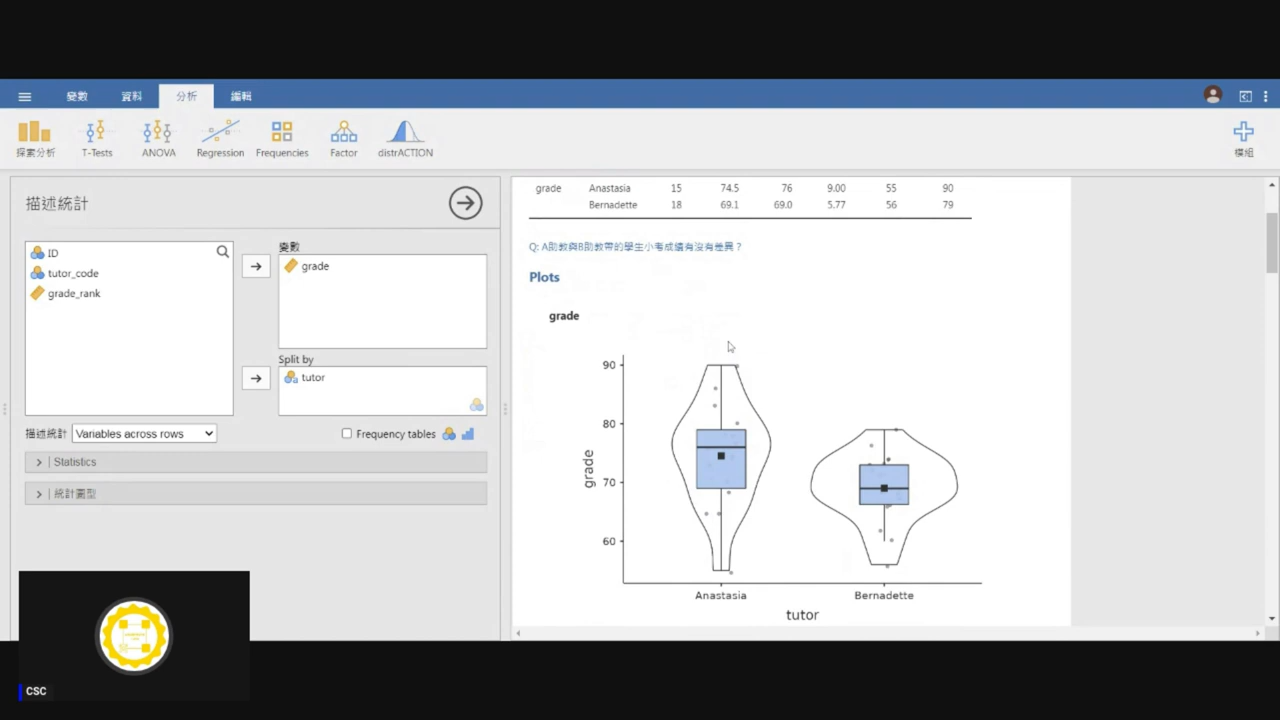 變數 資料 分析 編輯
探索分析 T-Tests ANOVA Regression Frequencies Factor distrACTION 模組
描述統計
ID
tutor_code
grade_rank
變數
grade
Split by
tutor
描述統計 Variables across rows Frequency tables
Statistics
統計圖型
grade Anastasia 15 74.5 76 9.00 55 90
Bernadette 18 69.1 69.0 5.77 56 79
Q: A助教與B助教帶的學生小考成績有沒有差異？
Plots
grade
90
80
70
60
grade
Anastasia Bernadette
tutor
CSC